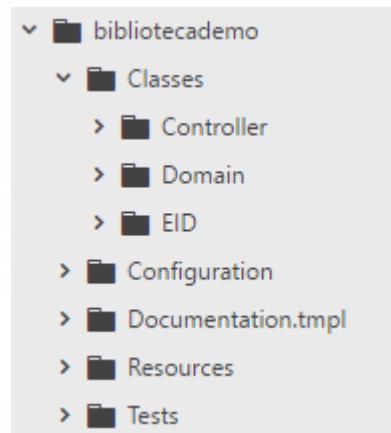 bibliotecademo
Classes
Controller
Domain
EID
Configuration
Documentation.tmpl
Resources
Tests